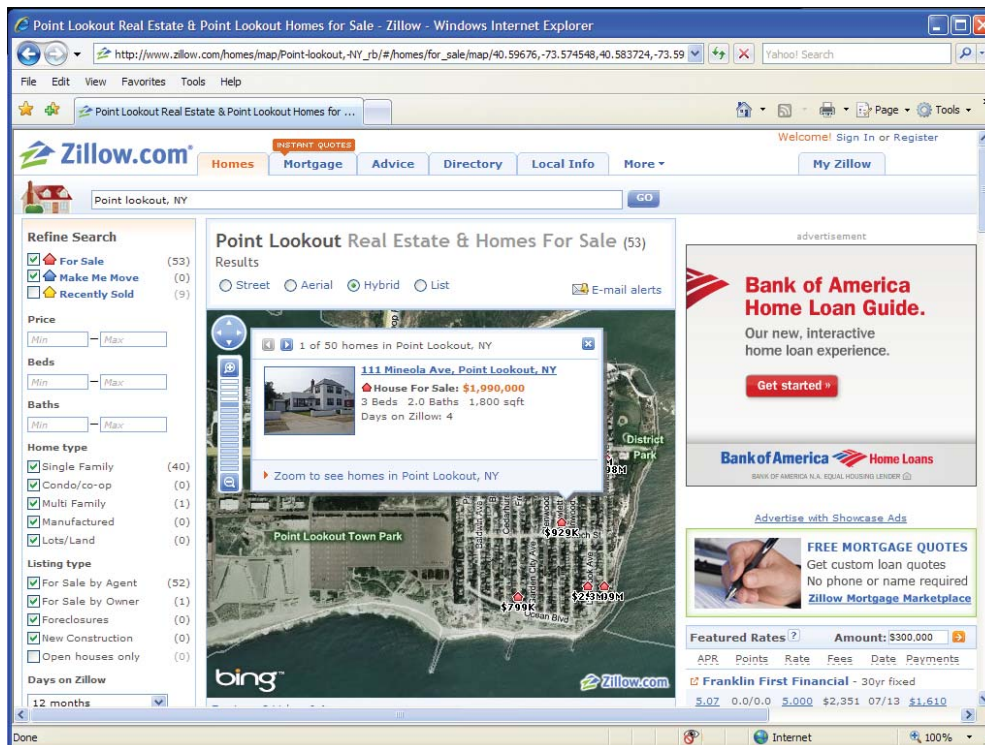 Point Lookout Real Estate & Point Lookout Homes for Sale - Zillow - Windows Internet Explorer
http://www.zillow.com/homes/map/Point-lookout,-NY_rb/#/homes/for_sale/map/40.59676,-73.574548,40.583724,-73.59
Yahoo! Search
File Edit View Favorites Tools Help
Point Lookout Real Estate & Point Lookout Homes for ...
Page Tools
Welcome! Sign In or Register
Zillow.com
INSTANT QUOTES
Homes Mortgage Advice Directory Local Info More My Zillow
Point lookout, NY GO
Refine Search
For Sale (53)
Make Me Move (0)
Recently Sold (9)
Price
Min – Max
Beds
Min – Max
Baths
Min – Max
Home type
Single Family (40)
Condo/co-op (0)
Multi Family (1)
Manufactured (0)
Lots/Land (0)
Listing type
For Sale by Agent (52)
For Sale by Owner (1)
Foreclosures (0)
New Construction (0)
Open houses only (0)
Days on Zillow
12 months
Point Lookout Real Estate & Homes For Sale (53)
Results
Street Aerial Hybrid List
E-mail alerts
1 of 50 homes in Point Lookout, NY
111 Mineola Ave, Point Lookout, NY
House For Sale: $1,990,000
3 Beds 2.0 Baths 1,800 sqft
Days on Zillow: 4
Zoom to see homes in Point Lookout, NY
District
Park
$929K
Point Lookout Town Park
$799K
Ocean Blvd
bing™
Zillow.com
advertisement
Bank of America
Home Loan Guide.
Our new, interactive
home loan experience.
Get started »
Bank of America Home Loans
BANK OF AMERICA N.A. EQUAL HOUSING LENDER
Advertise with Showcase Ads
FREE MORTGAGE QUOTES
Get custom loan quotes
No phone or name required
Zillow Mortgage Marketplace
Featured Rates ? Amount: $300,000
APR Points Rate Fees Date Payments
Franklin First Financial - 30yr fixed
5.07 0.0/0.0 5.000 $2,351 07/13 $1,610
Done
Internet
100%